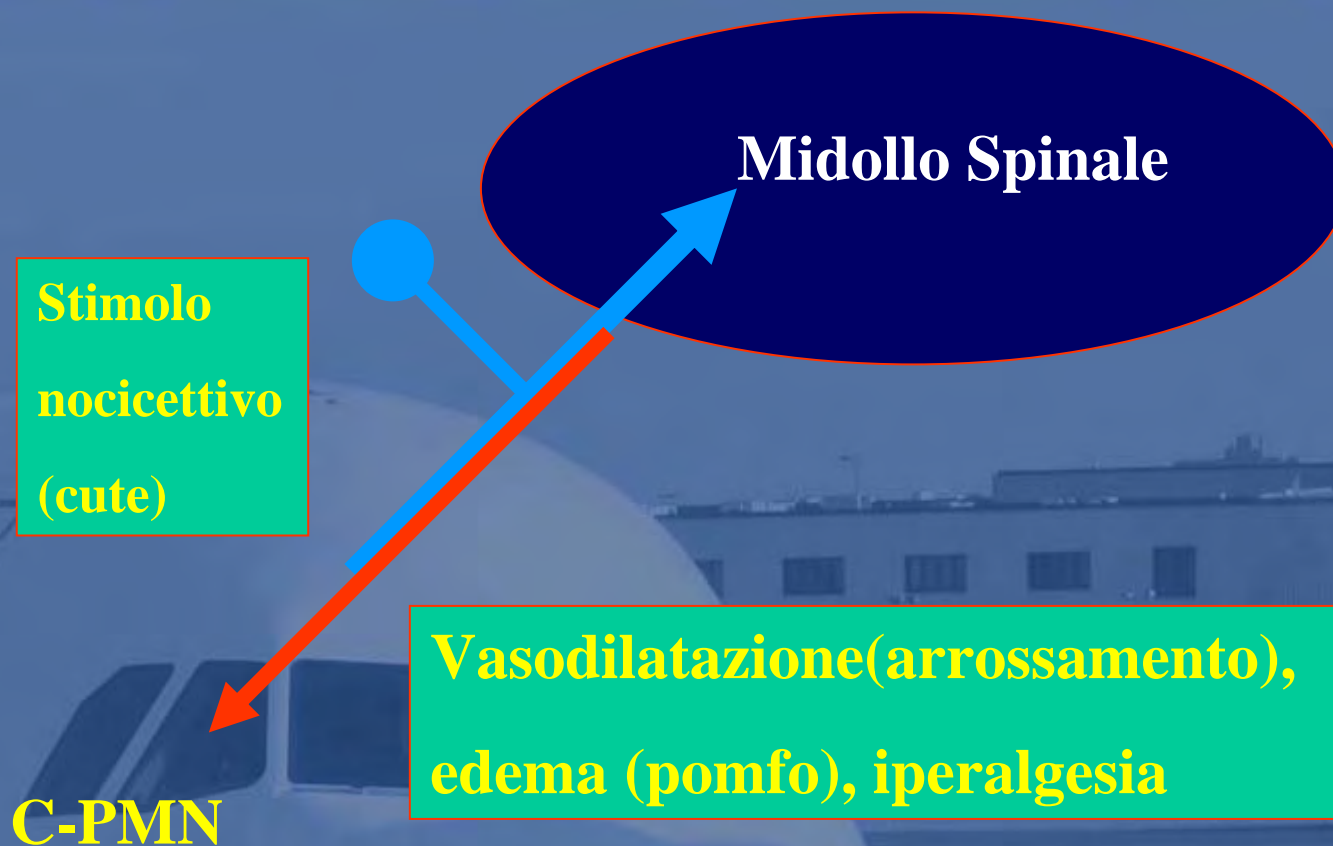 Midollo Spinale
Stimolo
nocicettivo
(cute)
Vasodilatazione(arrossamento),
edema (pomfo), iperalgesia
C-PMN